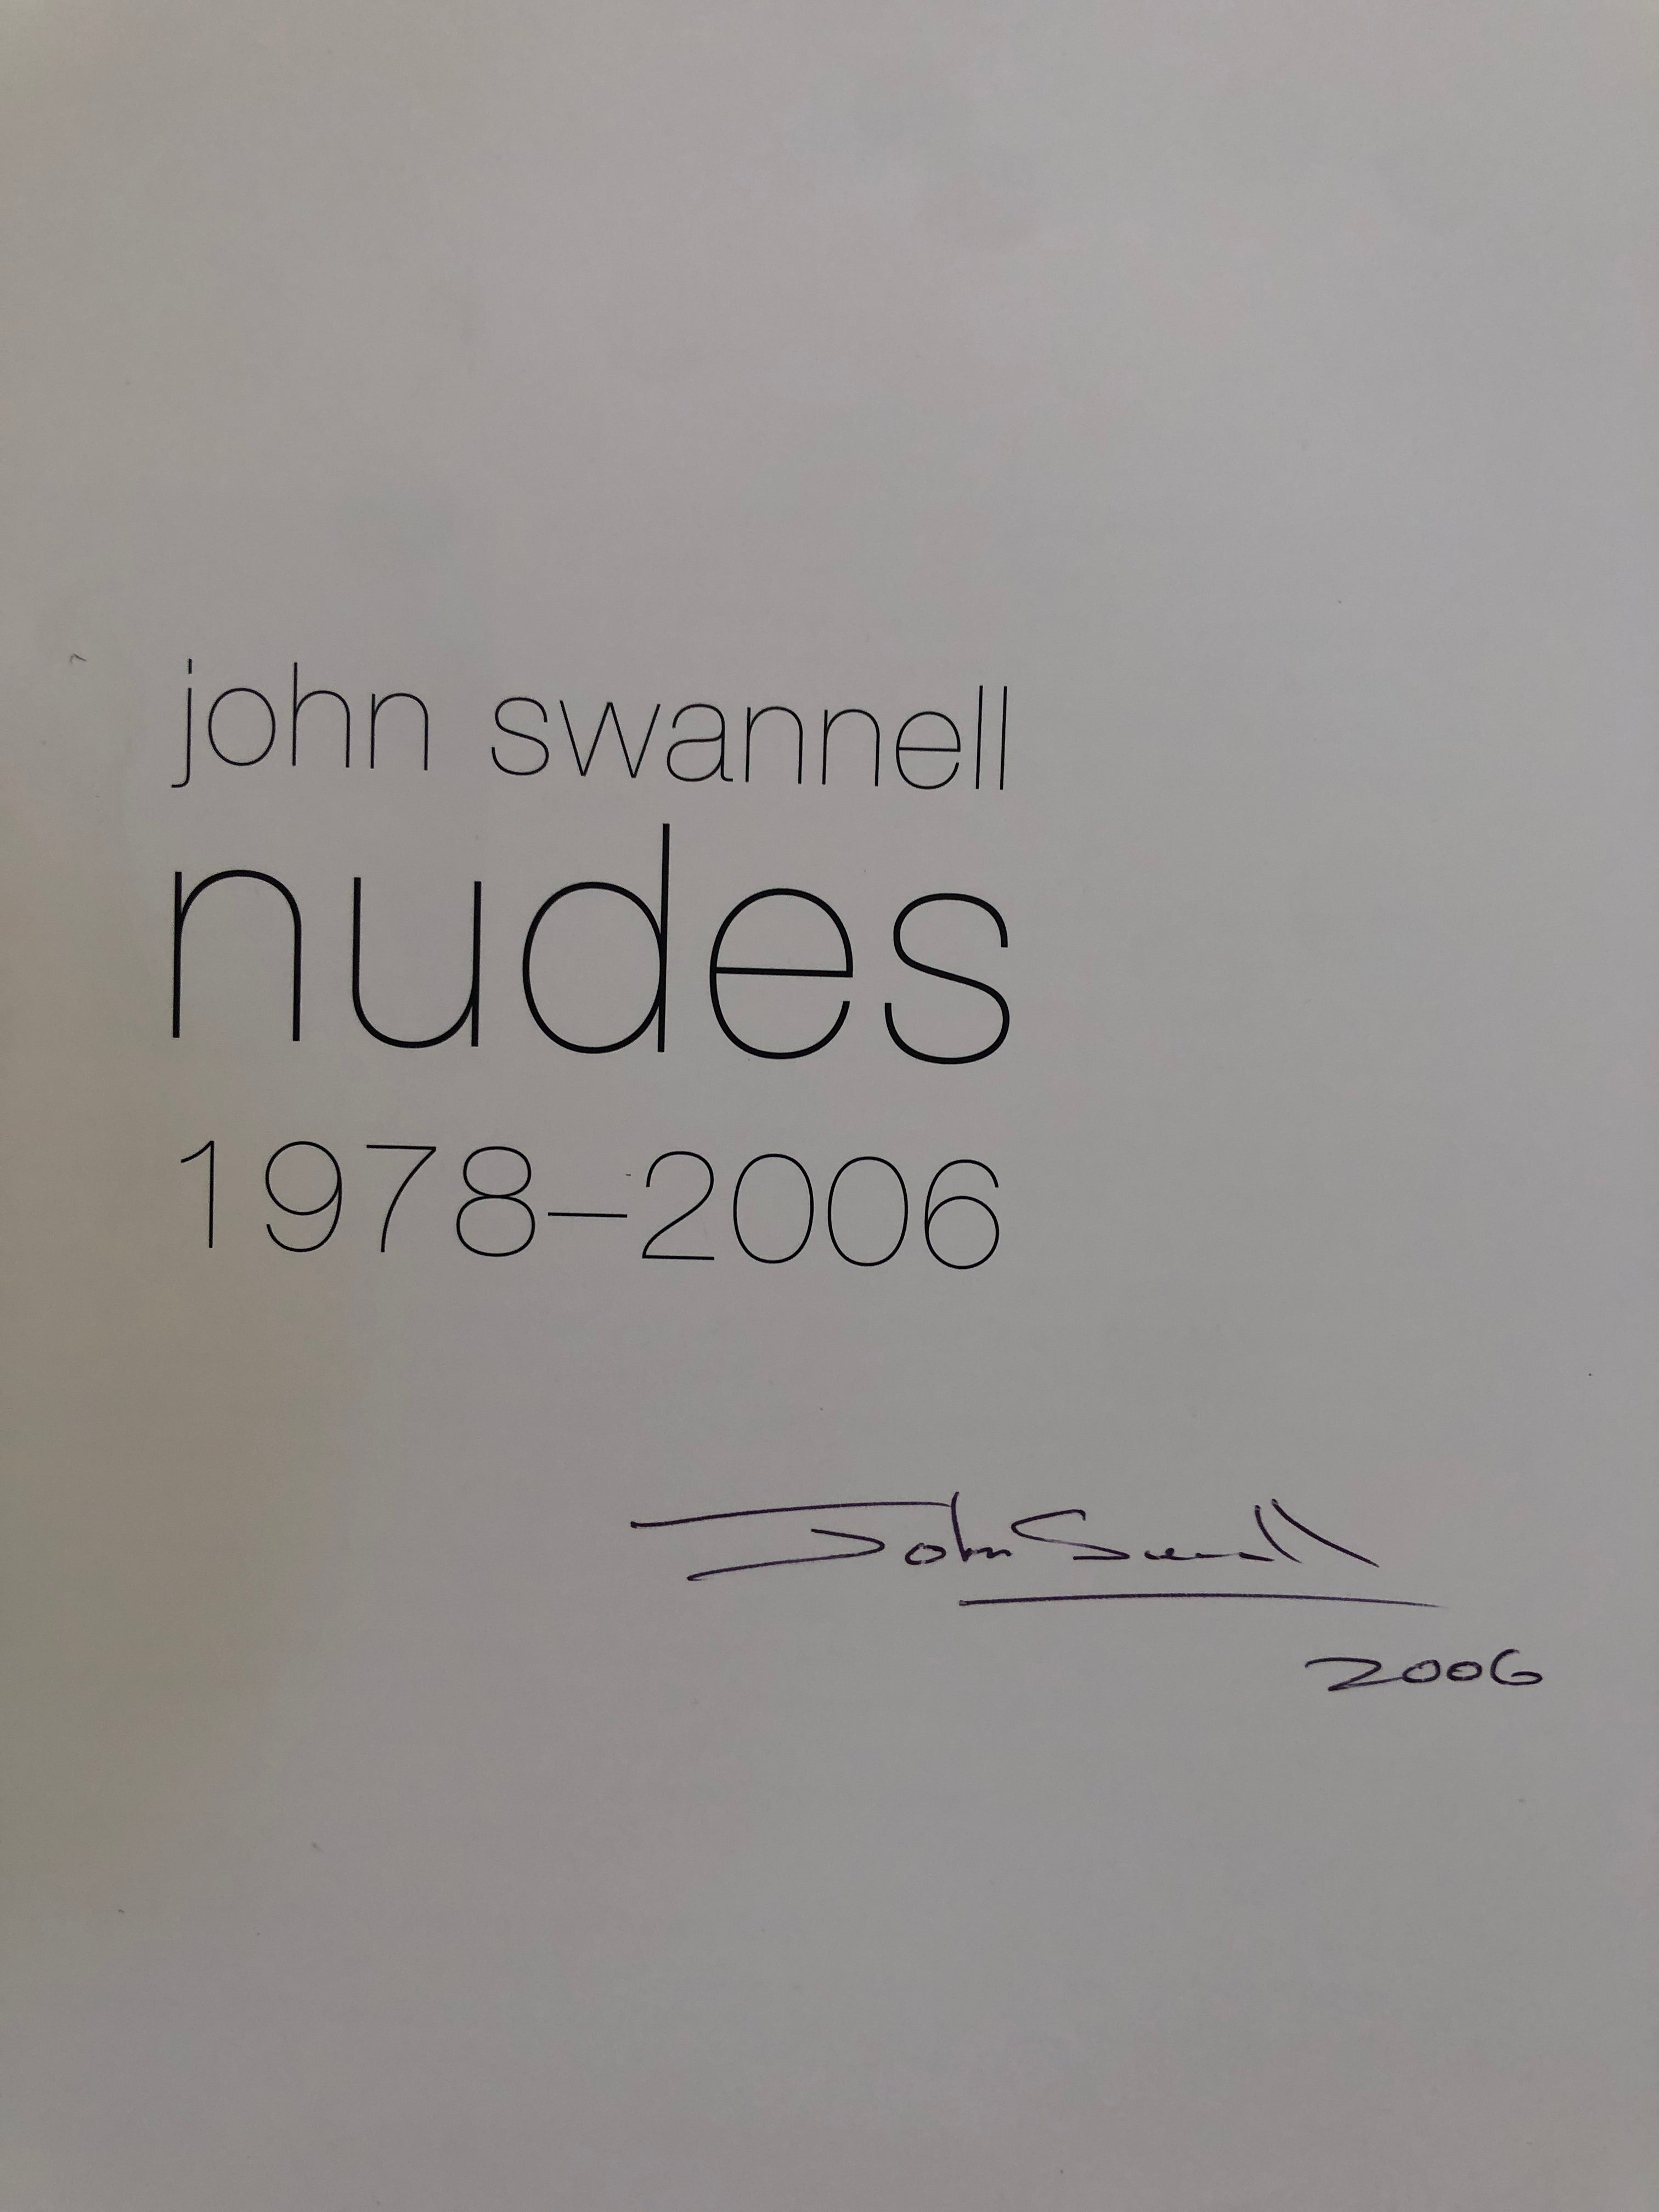 john swannell
nudes
1978–2006
John Swannell
2006